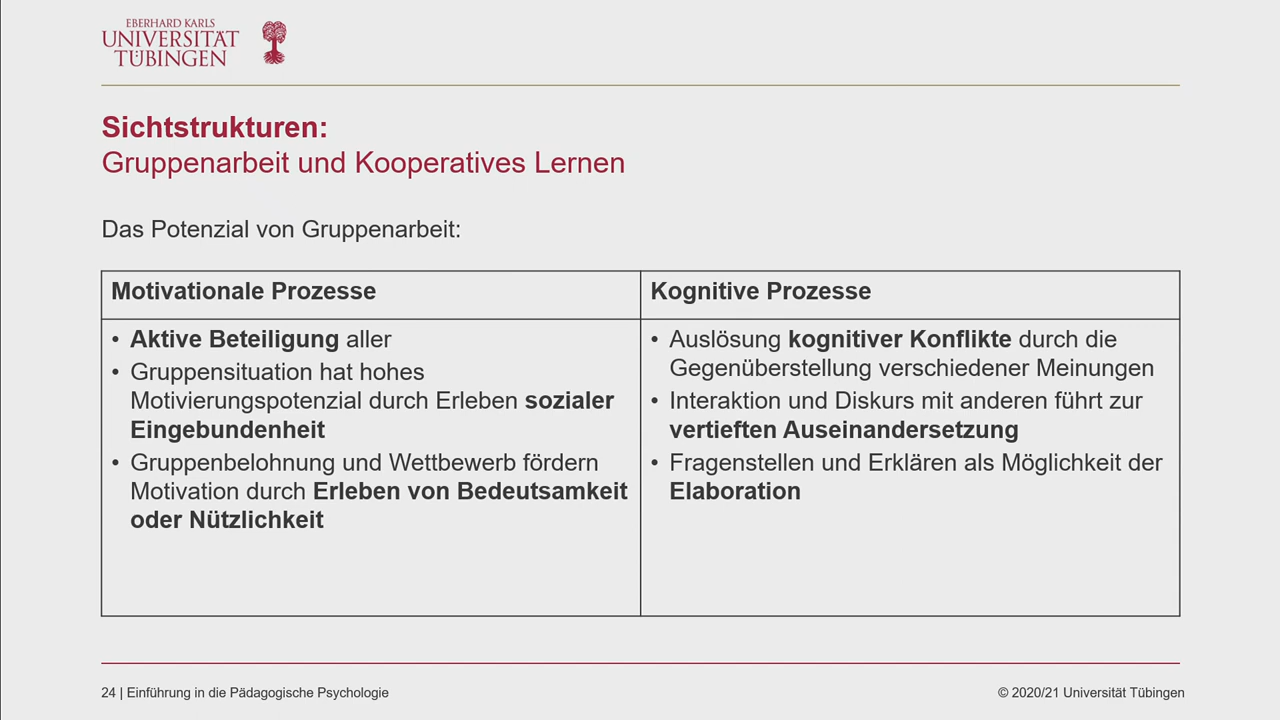 EBERHARD KARLS
UNIVERSITÄT
TÜBINGEN
Sichtstrukturen:
Gruppenarbeit und Kooperatives Lernen
Das Potenzial von Gruppenarbeit:
Motivationale Prozesse
• Aktive Beteiligung aller
• Gruppensituation hat hohes
Motivierungspotenzial durch Erleben sozialer
Eingebundenheit
• Gruppenbelohnung und Wettbewerb fördern
Motivation durch Erleben von Bedeutsamkeit
oder Nützlichkeit
Kognitive Prozesse
• Auslösung kognitiver Konflikte durch die
Gegenüberstellung verschiedener Meinungen
• Interaktion und Diskurs mit anderen führt zur
vertieften Auseinandersetzung
• Fragenstellen und Erklären als Möglichkeit der
Elaboration
24 | Einführung in die Pädagogische Psychologie
© 2020/21 Universität Tübingen